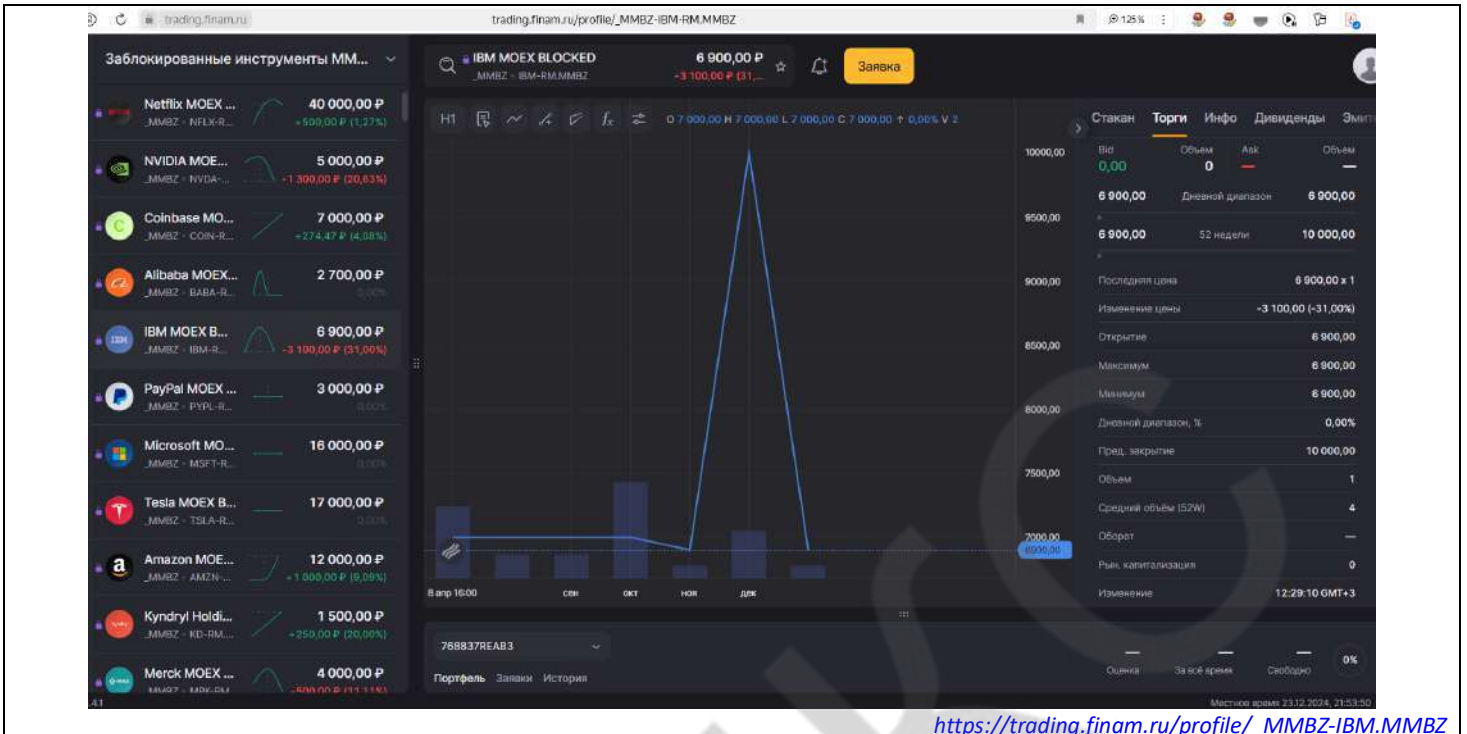 trading.finam.ru
trading.finam.ru/profile/_MMBZ-IBM-RM.MMBZ
125%
Заблокированные инструменты MM...
Netflix MOEX ... 40 000,00 ₽
_MMBZ - NFLX-R... +500,00 ₽ (1,27%)
NVIDIA MOE... 5 000,00 ₽
_MMBZ - NVDA-... -1 300,00 ₽ (20,63%)
Coinbase MO... 7 000,00 ₽
_MMBZ - COIN-R... +274,47 ₽ (4,08%)
Alibaba MOEX... 2 700,00 ₽
_MMBZ - BABA-R... 0,00%
IBM MOEX B... 6 900,00 ₽
_MMBZ - IBM-R... -3 100,00 ₽ (31,00%)
PayPal MOEX ... 3 000,00 ₽
_MMBZ - PYPL-R... 0,00%
Microsoft MO... 16 000,00 ₽
_MMBZ - MSFT-R... 0,00%
Tesla MOEX B... 17 000,00 ₽
_MMBZ - TSLA-R... 0,00%
Amazon MOE... 12 000,00 ₽
_MMBZ - AMZN-... +1 000,00 ₽ (9,09%)
Kyndryl Holdi... 1 500,00 ₽
_MMBZ - KD-RM.... +250,00 ₽ (20,00%)
Merck MOEX ... 4 000,00 ₽
_MMBZ - MRK-RM... -500,00 ₽ (11,11%)
IBM MOEX BLOCKED 6 900,00 ₽
_MMBZ - IBM-RM.MMBZ -3 100,00 ₽ (31,...
Заявка
H1 O 7 000,00 H 7 000,00 L 7 000,00 C 7 000,00 ↑ 0,00% V 2
10000,00
9500,00
9000,00
8500,00
8000,00
7500,00
7000,00
8 апр 16:00 сен окт ноя дек
Стакан Торги Инфо Дивиденды Эмит
Bid Объем Ask Объем
0,00 0 — —
6 900,00 Дневной диапазон 6 900,00
6 900,00 52 недели 10 000,00
Последняя цена 6 900,00 x 1
Изменение цены -3 100,00 (-31,00%)
Открытие 6 900,00
Максимум 6 900,00
Минимум 6 900,00
Дневной диапазон, % 0,00%
Пред. закрытие 10 000,00
Объем 1
Средний объём (52W) 4
Оборот —
Рын. капитализация 0
Изменение 12:29:10 GMT+3
768837REAB3
Портфель Заявки История
— — — 0%
Оценка За всё время Свободно
Местное время 23.12.2024, 21:53:50
https://trading.finam.ru/profile/_MMBZ-IBM.MMBZ